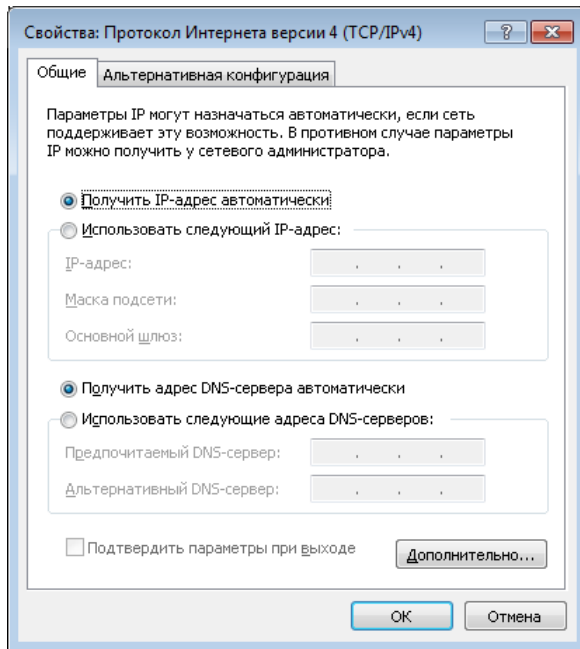 Свойства: Протокол Интернета версии 4 (TCP/IPv4)
Общие
Альтернативная конфигурация
Параметры IP могут назначаться автоматически, если сеть
поддерживает эту возможность. В противном случае параметры
IP можно получить у сетевого администратора.
Получить IP-адрес автоматически
Использовать следующий IP-адрес:
IP-адрес:
Маска подсети:
Основной шлюз:
Получить адрес DNS-сервера автоматически
Использовать следующие адреса DNS-серверов:
Предпочитаемый DNS-сервер:
Альтернативный DNS-сервер:
Подтвердить параметры при выходе
Дополнительно...
ОК
Отмена